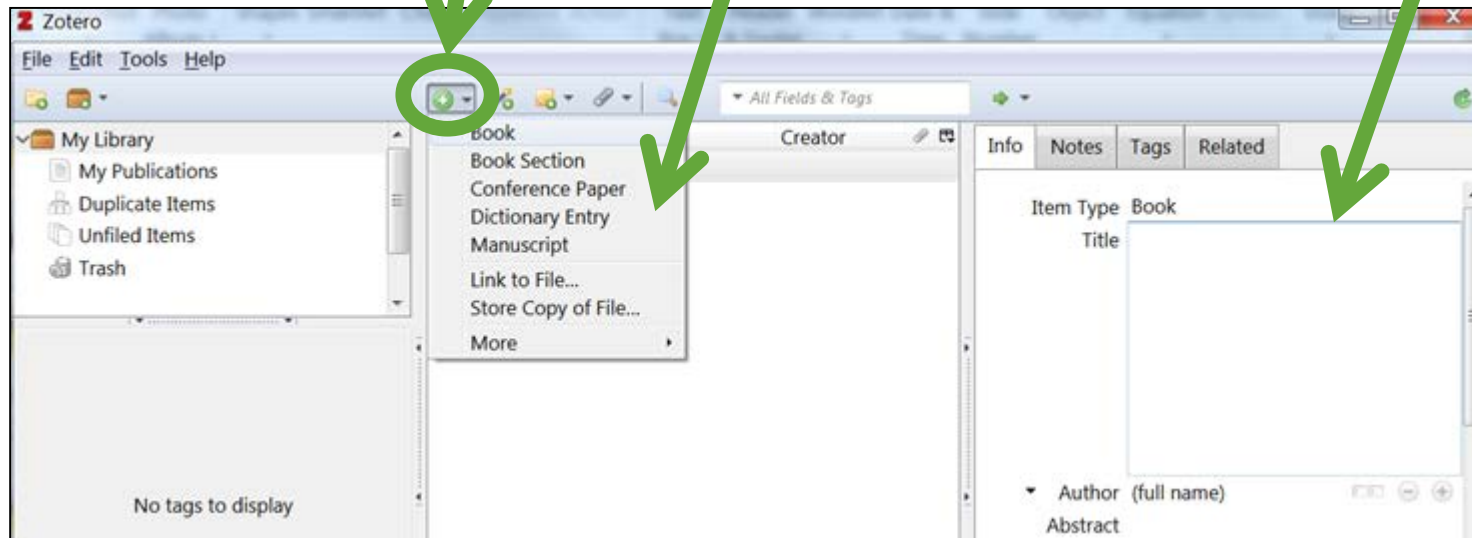 Zotero
File Edit Tools Help
All Fields & Tags
My Library
My Publications
Duplicate Items
Unfiled Items
Trash
No tags to display
Book
Book Section
Conference Paper
Dictionary Entry
Manuscript
Link to File...
Store Copy of File...
More
Creator
Info Notes Tags Related
Item Type Book
Title
Author (full name)
Abstract